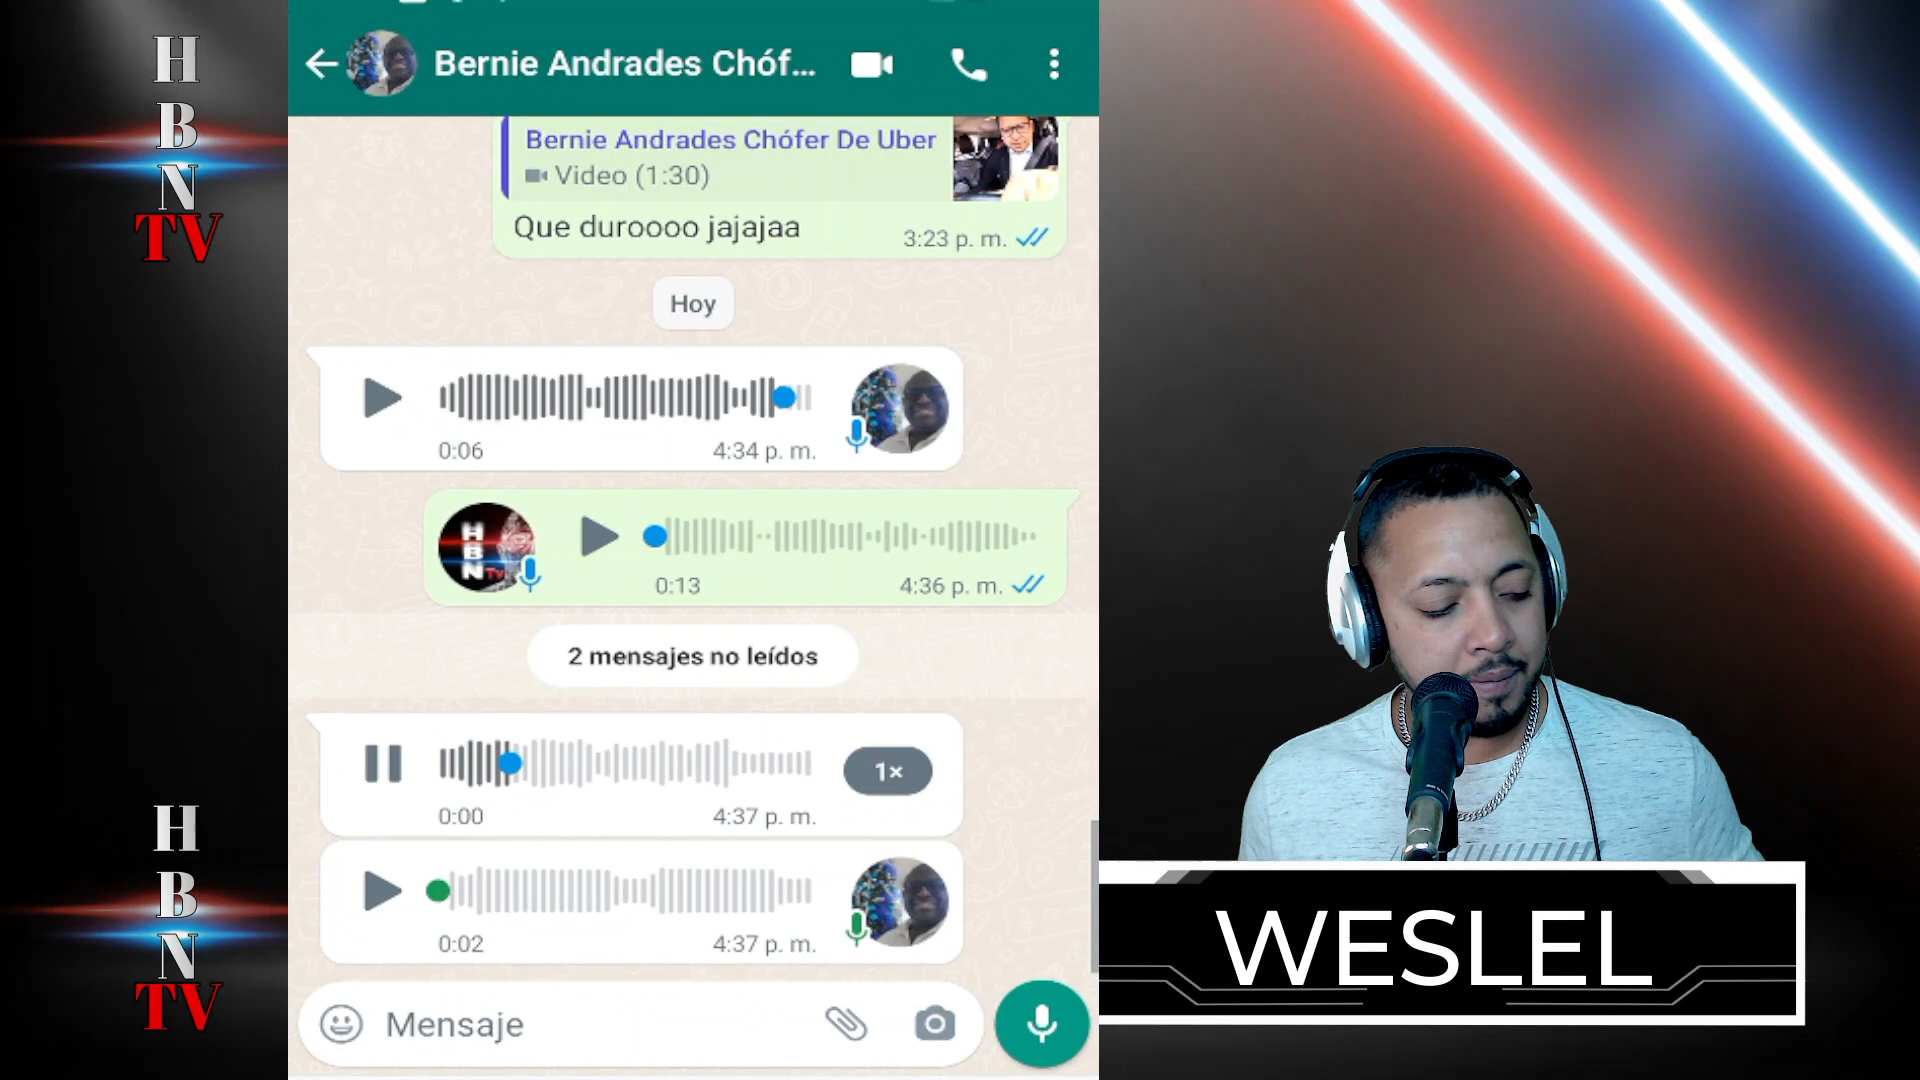 H
B
N
TV
Bernie Andrades Chóf...
Bernie Andrades Chófer De Uber
Video (1:30)
Que duroooo jajajaa
3:23 p. m.
Hoy
0:06
4:34 p. m.
H
B
N
TV
0:13
4:36 p. m.
2 mensajes no leídos
1×
0:00
4:37 p. m.
0:02
4:37 p. m.
Mensaje
H
B
N
TV
WESLEL